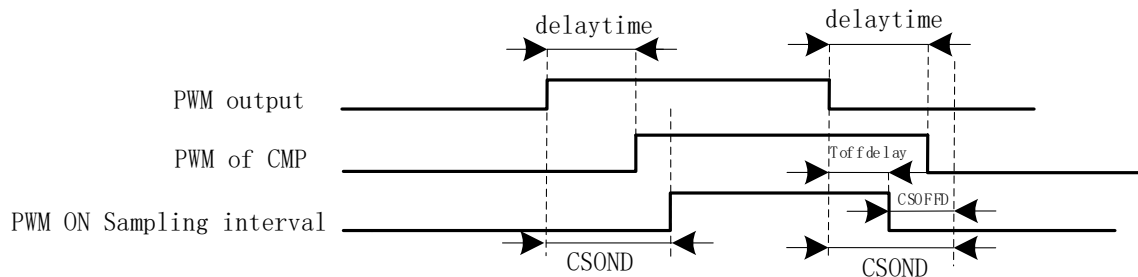 delaytime
delaytime
PWM output
PWM of CMP
Toffdelay
CSOFFD
PWM ON Sampling interval
CSOND
CSOND